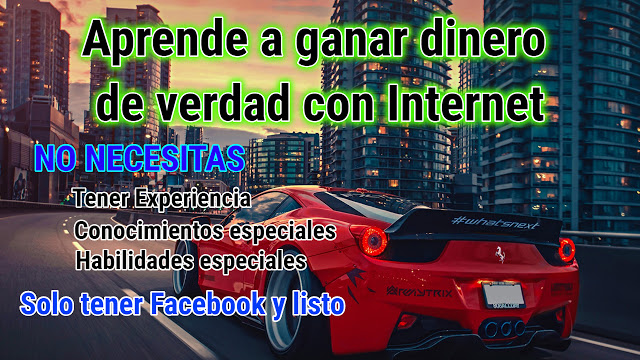 Aprende a ganar dinero
de verdad con Internet
NO NECESITAS
Tener Experiencia
Conocimientos especiales
Habilidades especiales
Solo tener Facebook y listo
#whatsnext